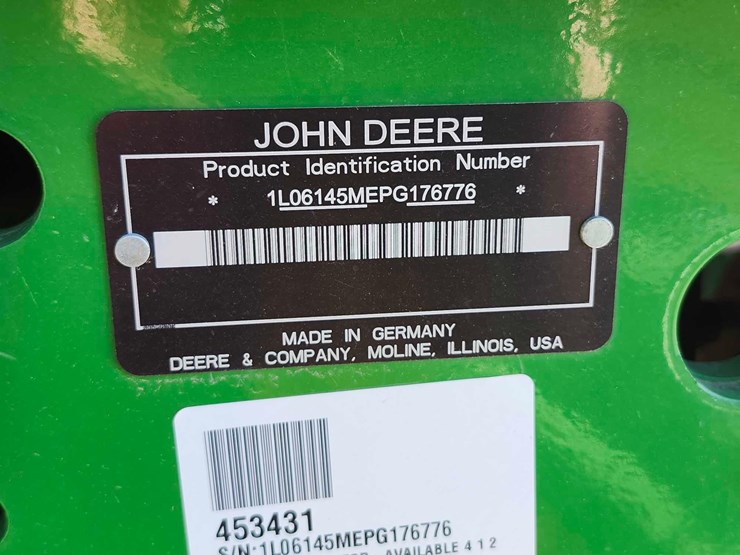 JOHN DEERE
Product Identification Number
* 1L06145MEPG176776 *
MADE IN GERMANY
DEERE & COMPANY, MOLINE, ILLINOIS, USA
453431
S/N:1L06145MEPG176776
AVAILABLE 4 1 2